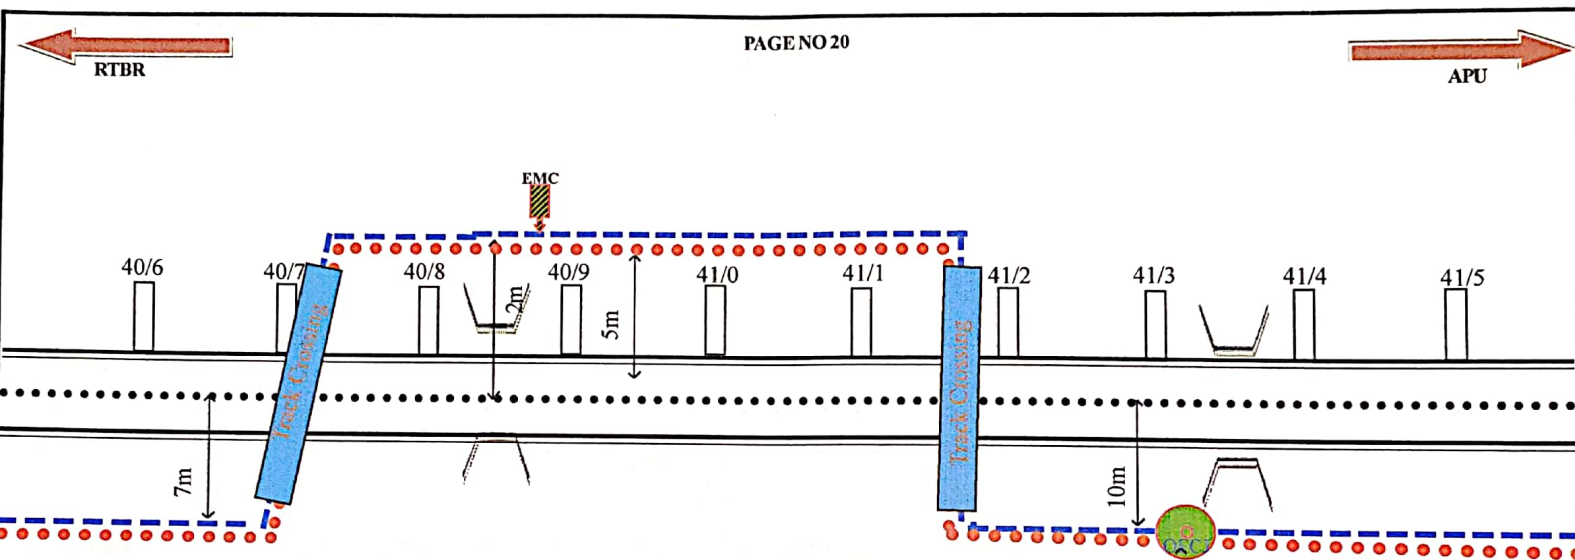 PAGE NO 20
RTBR
APU
EMC
40/6
40/7
40/8
40/9
41/0
41/1
41/2
41/3
41/4
41/5
2m
5m
Track Crossing
Track Crossing
7m
10m